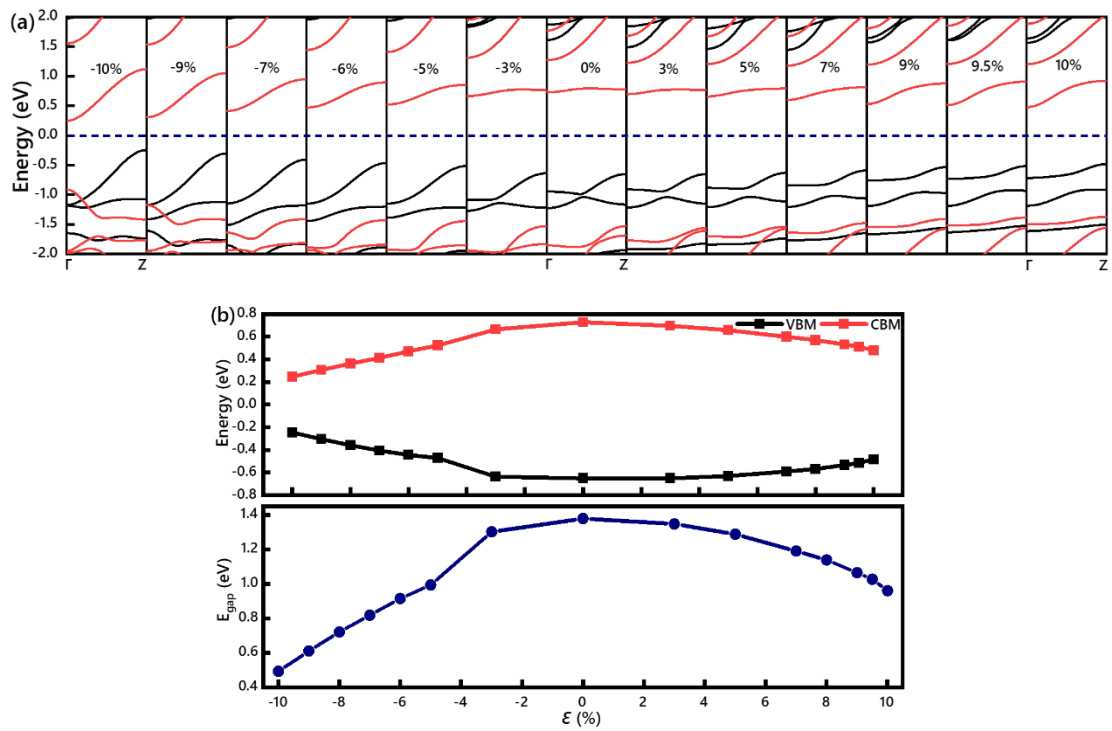 (a)
2.0
1.5
1.0
0.5
0.0
-0.5
-1.0
-1.5
-2.0
Energy (eV)
-10% -9% -7% -6% -5% -3% 0% 3% 5% 7% 9% 9.5% 10%
Γ Z Γ Z Γ Z
(b)
0.8
0.6
0.4
0.2
0.0
-0.2
-0.4
-0.6
-0.8
Energy (eV)
VBM CBM
1.4
1.2
1.0
0.8
0.6
0.4
E_gap (eV)
-10 -8 -6 -4 -2 0 2 4 6 8 10
ε (%)